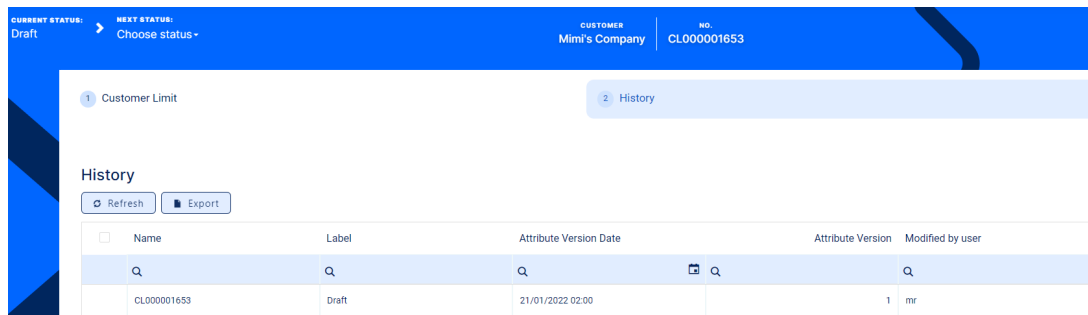 CURRENT STATUS:
Draft
NEXT STATUS:
Choose status
CUSTOMER
Mimi's Company
NO.
CL000001653
1 Customer Limit
2 History
History
Refresh Export
Name Label Attribute Version Date Attribute Version Modified by user
CL000001653 Draft 21/01/2022 02:00 1 mr